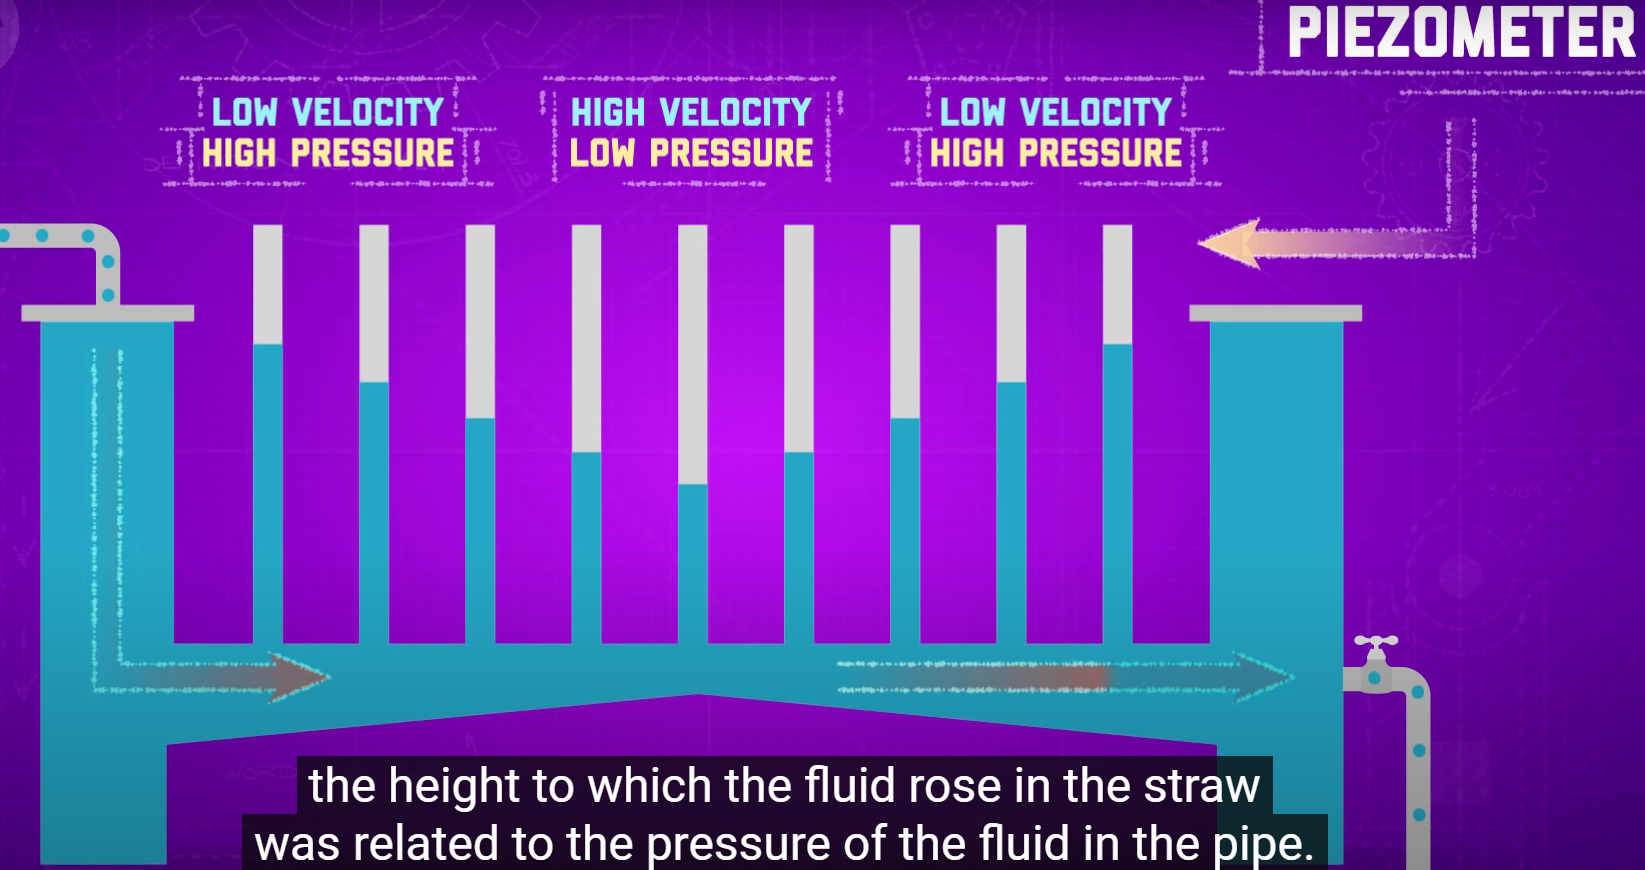 PIEZOMETER
LOW VELOCITY
HIGH PRESSURE
HIGH VELOCITY
LOW PRESSURE
LOW VELOCITY
HIGH PRESSURE
the height to which the fluid rose in the straw
was related to the pressure of the fluid in the pipe.